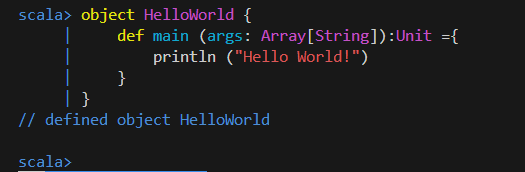 scala> object HelloWorld {
     |     def main (args: Array[String]):Unit ={
     |         println ("Hello World!")
     |     }
     | }
// defined object HelloWorld
scala>